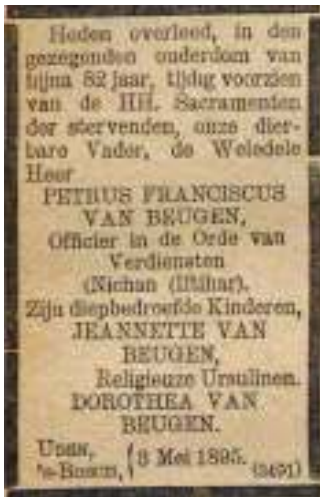 Heden overleed, in den
gezegenden ouderdom van
bijna 82 jaar, tijdig voorzien
van de HH. Sacramenten
der stervenden, onze dier-
bare Vader, de Weledele
Heer
PETRUS FRANCISCUS
VAN BEUGEN,
Officier in de Orde van
Verdiensten
(Nichan (Iftihar).
Zijn diepbedroefde Kinderen,
JEANNETTE VAN
BEUGEN,
Religieuze Ursulinen.
DOROTHEA VAN
BEUGEN.
UDEN,
's-BOSCH, { 3 Mei 1895.
(3491)